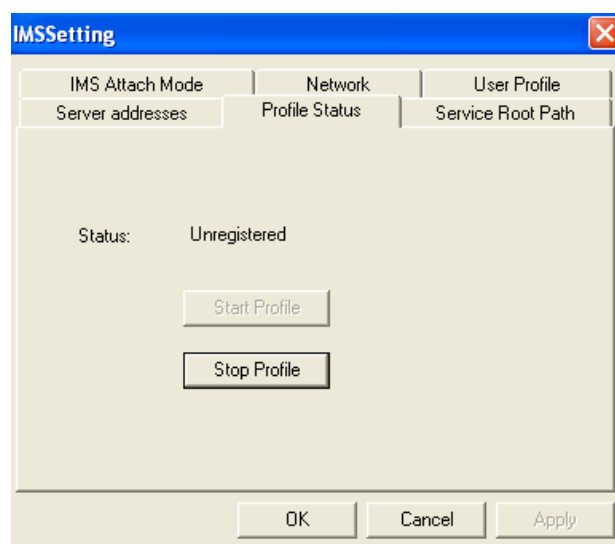 IMSSetting
IMS Attach Mode Network User Profile
Server addresses Profile Status Service Root Path
Status: Unregistered
Start Profile
Stop Profile
OK Cancel Apply